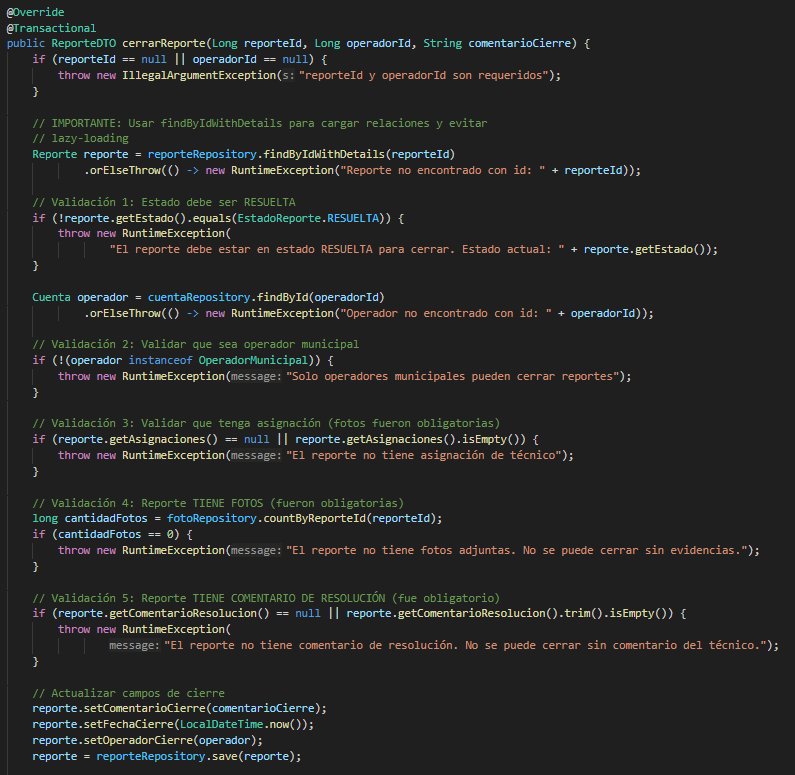 @Override
@Transactional
public ReporteDTO cerrarReporte(Long reporteId, Long operadorId, String comentarioCierre) {
if (reporteId == null || operadorId == null) {
throw new IllegalArgumentException(s: "reporteId y operadorId son requeridos");
}
// IMPORTANTE: Usar findByIdWithDetails para cargar relaciones y evitar
// lazy-loading
Reporte reporte = reporteRepository.findByIdWithDetails(reporteId)
.orElseThrow(() -> new RuntimeException("Reporte no encontrado con id: " + reporteId));
// Validación 1: Estado debe ser RESUELTA
if (!reporte.getEstado().equals(EstadoReporte.RESUELTA)) {
throw new RuntimeException(
"El reporte debe estar en estado RESUELTA para cerrar. Estado actual: " + reporte.getEstado());
}
Cuenta operador = cuentaRepository.findById(operadorId)
.orElseThrow(() -> new RuntimeException("Operador no encontrado con id: " + operadorId));
// Validación 2: Validar que sea operador municipal
if (!(operador instanceof OperadorMunicipal)) {
throw new RuntimeException(message: "Solo operadores municipales pueden cerrar reportes");
}
// Validación 3: Validar que tenga asignación (fotos fueron obligatorias)
if (reporte.getAsignaciones() == null || reporte.getAsignaciones().isEmpty()) {
throw new RuntimeException(message: "El reporte no tiene asignación de técnico");
}
// Validación 4: Reporte TIENE FOTOS (fueron obligatorias)
long cantidadFotos = fotoRepository.countByReporteId(reporteId);
if (cantidadFotos == 0) {
throw new RuntimeException(message: "El reporte no tiene fotos adjuntas. No se puede cerrar sin evidencias.");
}
// Validación 5: Reporte TIENE COMENTARIO DE RESOLUCIÓN (fue obligatorio)
if (reporte.getComentarioResolucion() == null || reporte.getComentarioResolucion().trim().isEmpty()) {
throw new RuntimeException(
message: "El reporte no tiene comentario de resolución. No se puede cerrar sin comentario del técnico.");
}
// Actualizar campos de cierre
reporte.setComentarioCierre(comentarioCierre);
reporte.setFechaCierre(LocalDateTime.now());
reporte.setOperadorCierre(operador);
reporte = reporteRepository.save(reporte);